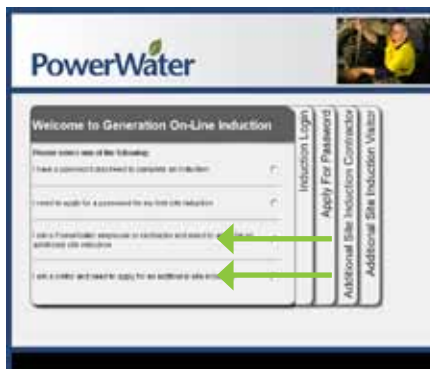 PowerWater
Welcome to Generation On-Line Induction
Please select one of the following:
I have a password and need to complete an induction
I need to apply for a password for my first site induction
I am a PowerWater employee or contractor and need to an
additional site induction
I am a visitor and need to apply for an additional site
Induction Login
Apply For Password
Additional Site Induction Contractor
Additional Site Induction Visitor